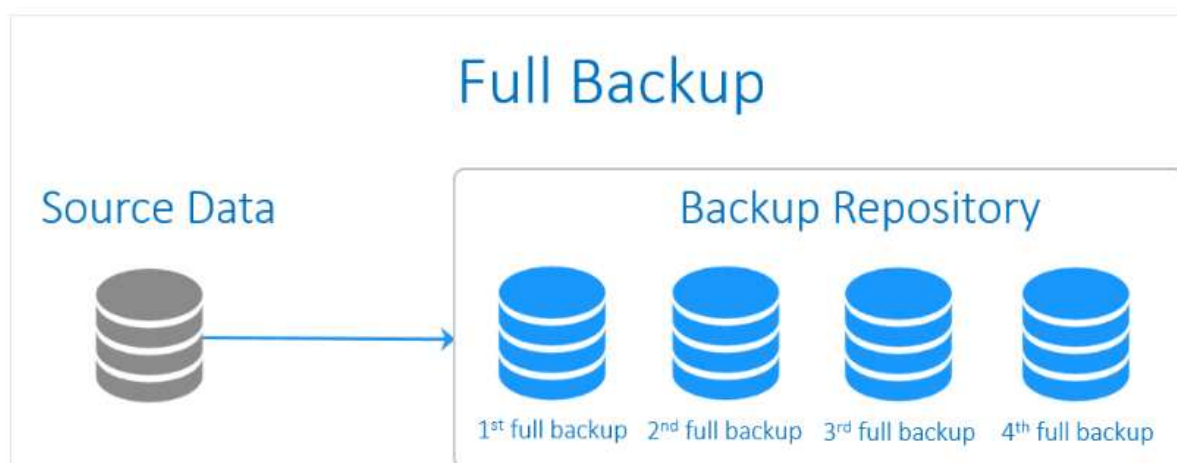 Full Backup
Source Data
Backup Repository
1st full backup
2nd full backup
3rd full backup
4th full backup